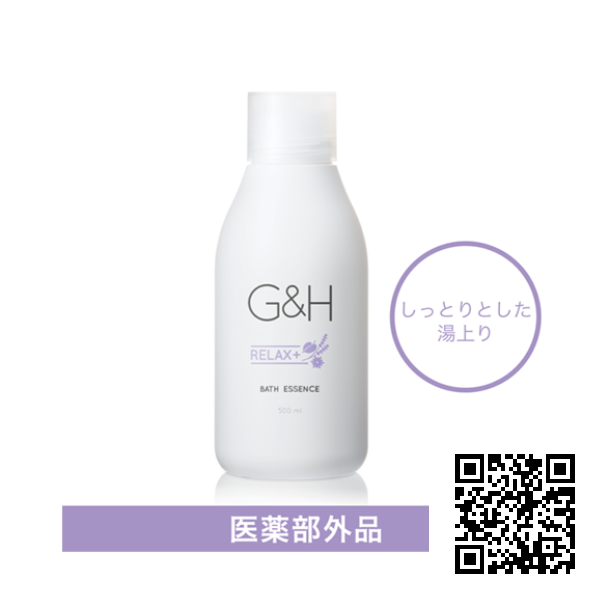 G&H
RELAX+
BATH ESSENCE
500 mL
しっとりとした
湯上り
医薬部外品